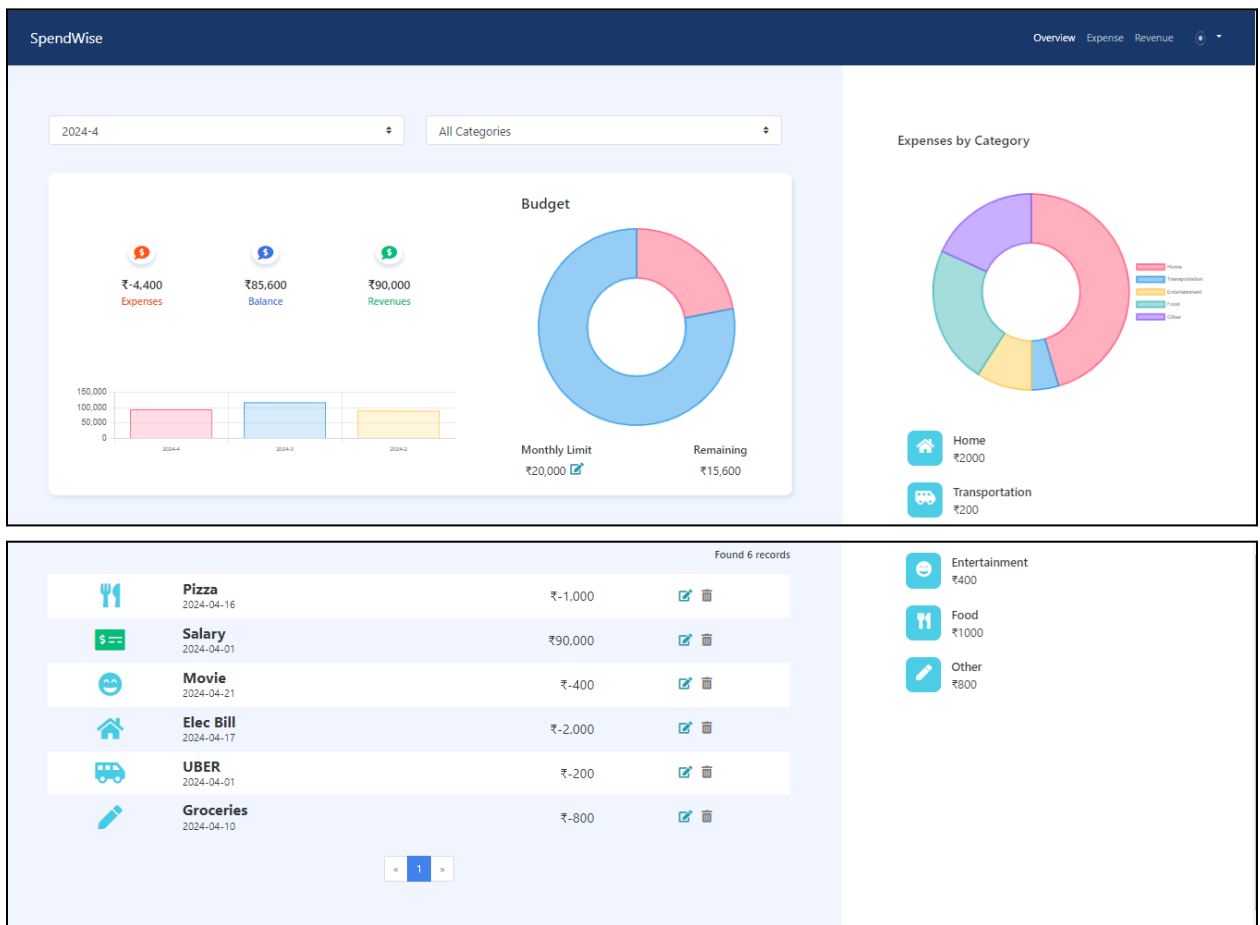 SpendWise
Overview Expense Revenue
2024-4
All Categories
Expenses by Category
Budget
₹-4,400
Expenses
₹85,600
Balance
₹90,000
Revenues
Home
Transportation
Entertainment
Food
Other
150,000
100,000
50,000
0
2024-4
2024-3
2024-2
Monthly Limit
₹20,000
Remaining
₹15,600
Home
₹2000
Transportation
₹200
Found 6 records
Pizza
2024-04-16
₹-1,000
Salary
2024-04-01
₹90,000
Movie
2024-04-21
₹-400
Elec Bill
2024-04-17
₹-2,000
UBER
2024-04-01
₹-200
Groceries
2024-04-10
₹-800
« 1 »
Entertainment
₹400
Food
₹1000
Other
₹800